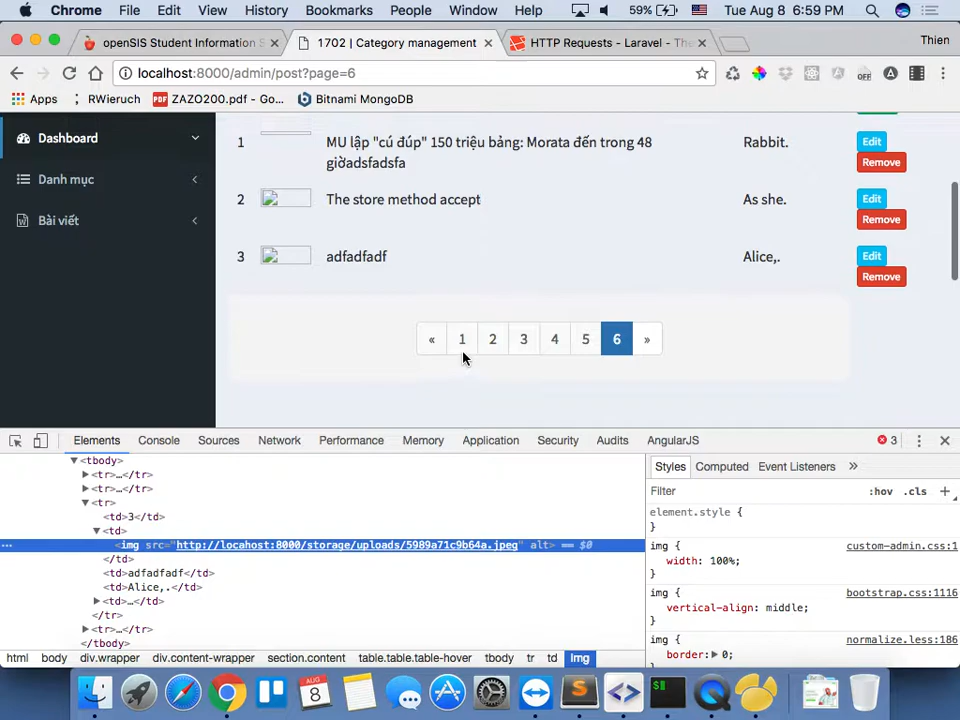 Chrome File Edit View History Bookmarks People Window Help 59% Tue Aug 8 6:59 PM
openSIS Student Information S × 1702 | Category management × HTTP Requests - Laravel - The × Thien
localhost:8000/admin/post?page=6 OFF
Apps RWieruch PDF ZAZO200.pdf - Go... Bitnami MongoDB
Dashboard
Danh mục
Bài viết
1 MU lập "cú đúp" 150 triệu bảng: Morata đến trong 48 giờadsfadsfa Rabbit. Edit
Remove
2 The store method accept As she. Edit
Remove
3 adfadfadf Alice,. Edit
Remove
« 1 2 3 4 5 6 »
Elements Console Sources Network Performance Memory Application Security Audits AngularJS 3
<tbody>
<tr>…</tr>
<tr>…</tr>
<tr>
<td>3</td>
<td>
<img src="http://locahost:8000/storage/uploads/5989a71c9b64a.jpeg" alt> == $0
</td>
<td>adfadfadf</td>
<td>Alice,.</td>
<td>…</td>
</tr>
<tr>…</tr>
</tbody>
html body div.wrapper div.content-wrapper section.content table.table.table-hover tbody tr td img
Styles Computed Event Listeners »
Filter :hov .cls +
element.style {
}
img { custom-admin.css:1
width: 100%;
}
img { bootstrap.css:1116
vertical-align: middle;
}
img { normalize.less:186
border: 0;
AUG
8